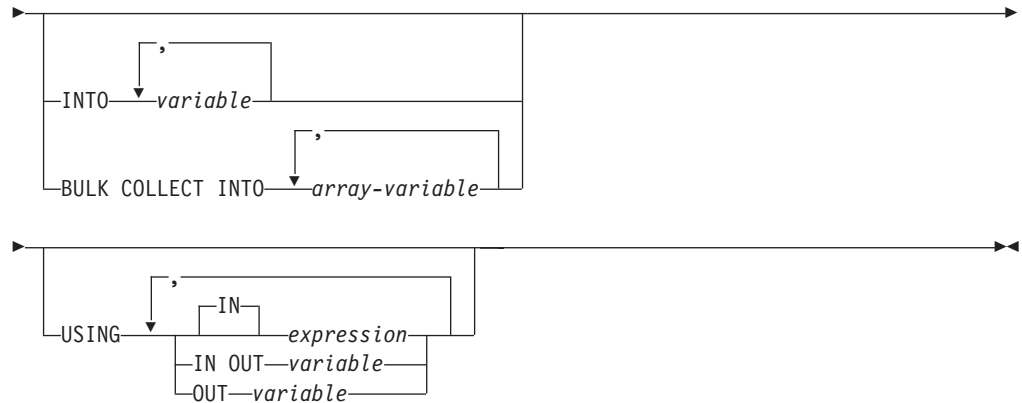 ,
INTO variable
,
BULK COLLECT INTO array-variable
,
IN
USING expression
IN OUT variable
OUT variable